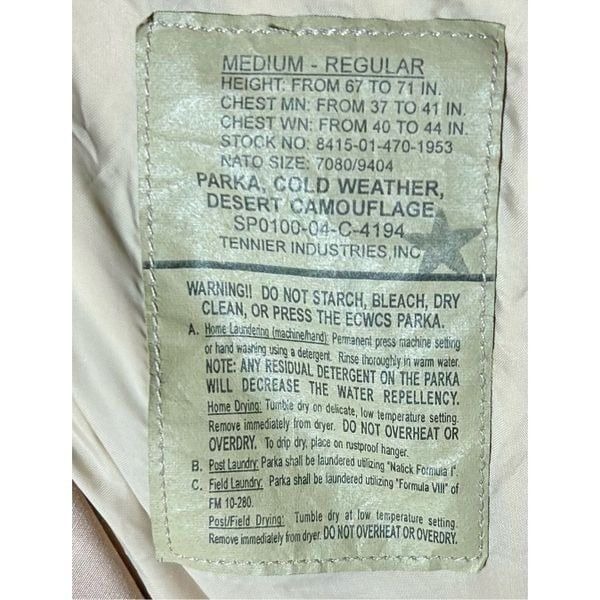 MEDIUM - REGULAR
HEIGHT: FROM 67 TO 71 IN.
CHEST MN: FROM 37 TO 41 IN.
CHEST WN: FROM 40 TO 44 IN.
STOCK NO: 8415-01-470-1953
NATO SIZE: 7080/9404
PARKA, COLD WEATHER,
DESERT CAMOUFLAGE
SP0100-04-C-4194
TENNIER INDUSTRIES, INC
WARNING!! DO NOT STARCH, BLEACH, DRY
CLEAN, OR PRESS THE ECWCS PARKA.
A. Home Laundering (machine/hand): Permanent press machine setting
or hand washing using a detergent. Rinse thoroughly in warm water.
NOTE: ANY RESIDUAL DETERGENT ON THE PARKA
WILL DECREASE THE WATER REPELLENCY.
Home Drying: Tumble dry on delicate, low temperature setting.
Remove immediately from dryer. DO NOT OVERHEAT OR
OVERDRY. To drip dry, place on rustproof hanger.
B. Post Laundry: Parka shall be laundered utilizing "Natick Formula I".
C. Field Laundry: Parka shall be laundered utilizing "Formula VIII" of
FM 10-280.
Post/Field Drying: Tumble dry at low temperature setting.
Remove immediately from dryer. DO NOT OVERHEAT OR OVERDRY.